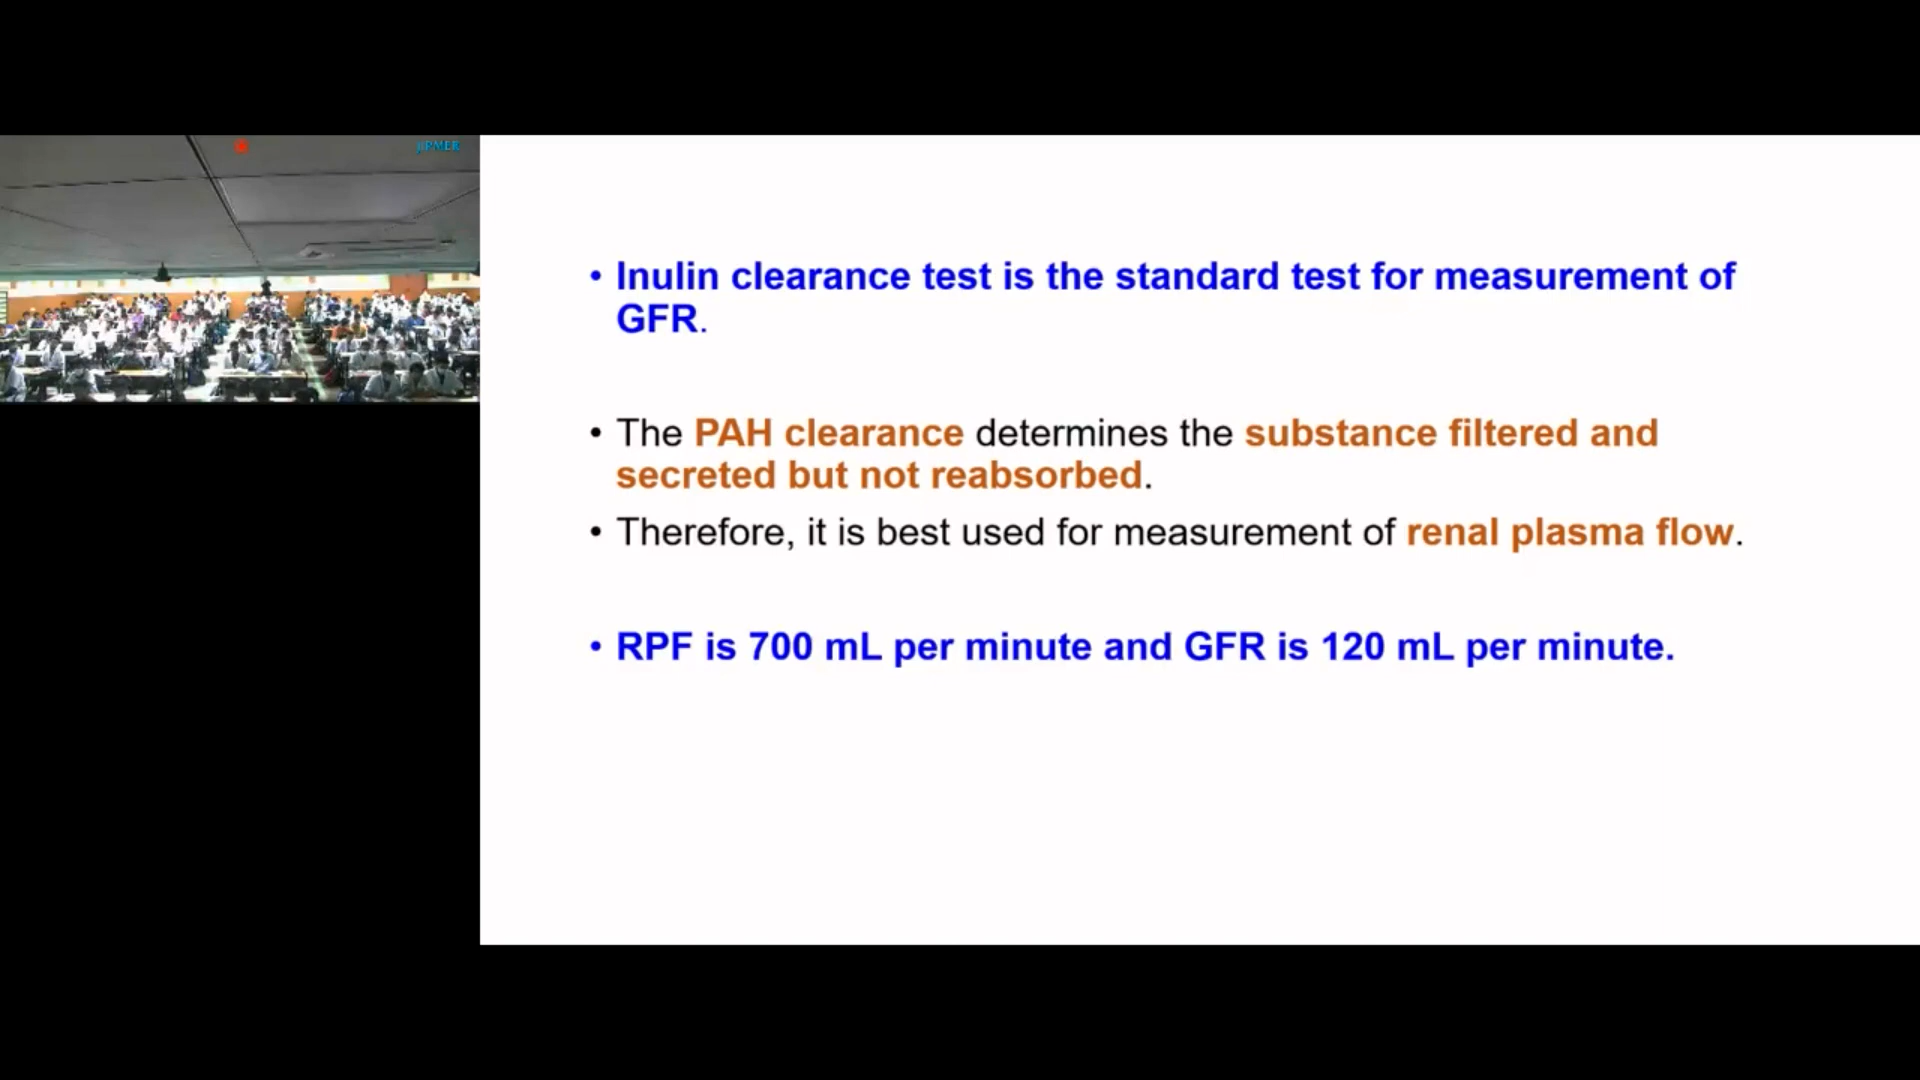 jIPMER
• Inulin clearance test is the standard test for measurement of
GFR.
• The PAH clearance determines the substance filtered and
secreted but not reabsorbed.
• Therefore, it is best used for measurement of renal plasma flow.
• RPF is 700 mL per minute and GFR is 120 mL per minute.